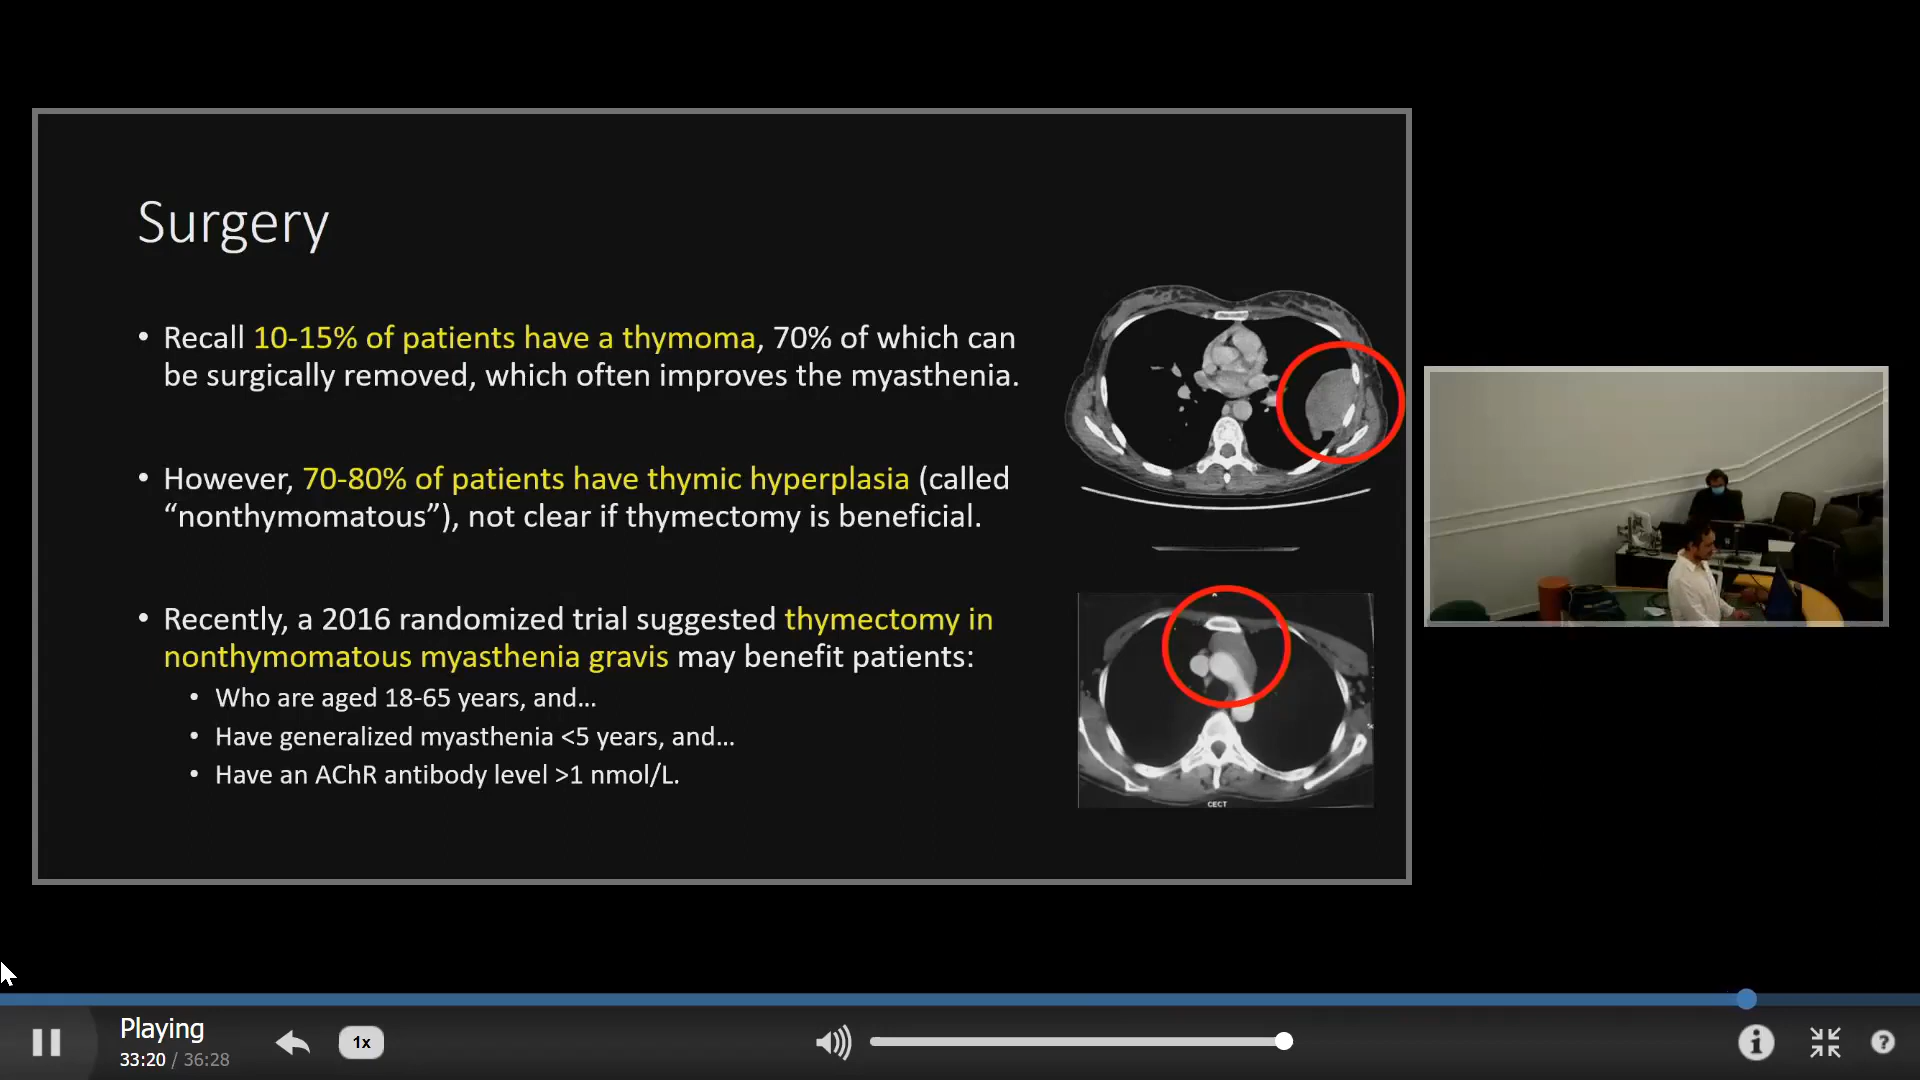 Surgery
• Recall 10-15% of patients have a thymoma, 70% of which can
be surgically removed, which often improves the myasthenia.
• However, 70-80% of patients have thymic hyperplasia (called
“nonthymomatous”), not clear if thymectomy is beneficial.
• Recently, a 2016 randomized trial suggested thymectomy in
nonthymomatous myasthenia gravis may benefit patients:
• Who are aged 18-65 years, and…
• Have generalized myasthenia <5 years, and…
• Have an AChR antibody level >1 nmol/L.
CECT
Playing
33:20 / 36:28
1x